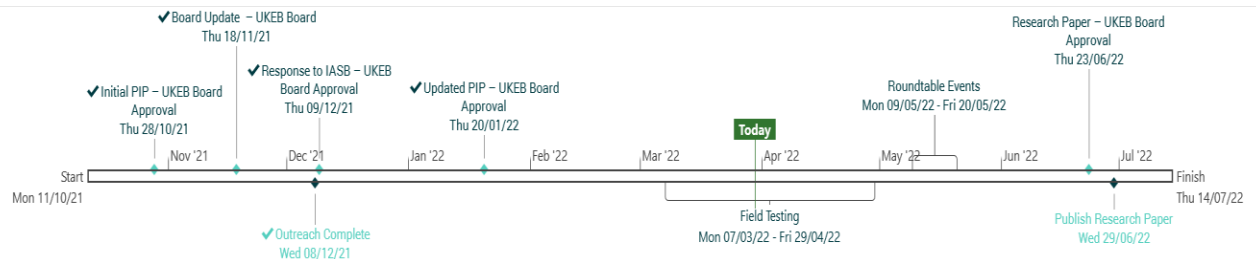 ✔Board Update – UKEB Board
Thu 18/11/21
Research Paper – UKEB Board
Approval
Thu 23/06/22
✔Response to IASB – UKEB
Board Approval
Thu 09/12/21
✔Initial PIP – UKEB Board
Approval
Thu 28/10/21
✔Updated PIP – UKEB Board
Approval
Thu 20/01/22
Roundtable Events
Mon 09/05/22 - Fri 20/05/22
Today
Nov '21
Dec '21
Jan '22
Feb '22
Mar '22
Apr '22
May '22
Jun '22
Jul '22
Start
Mon 11/10/21
Finish
Thu 14/07/22
✔Outreach Complete
Wed 08/12/21
Field Testing
Mon 07/03/22 - Fri 29/04/22
Publish Research Paper
Wed 29/06/22